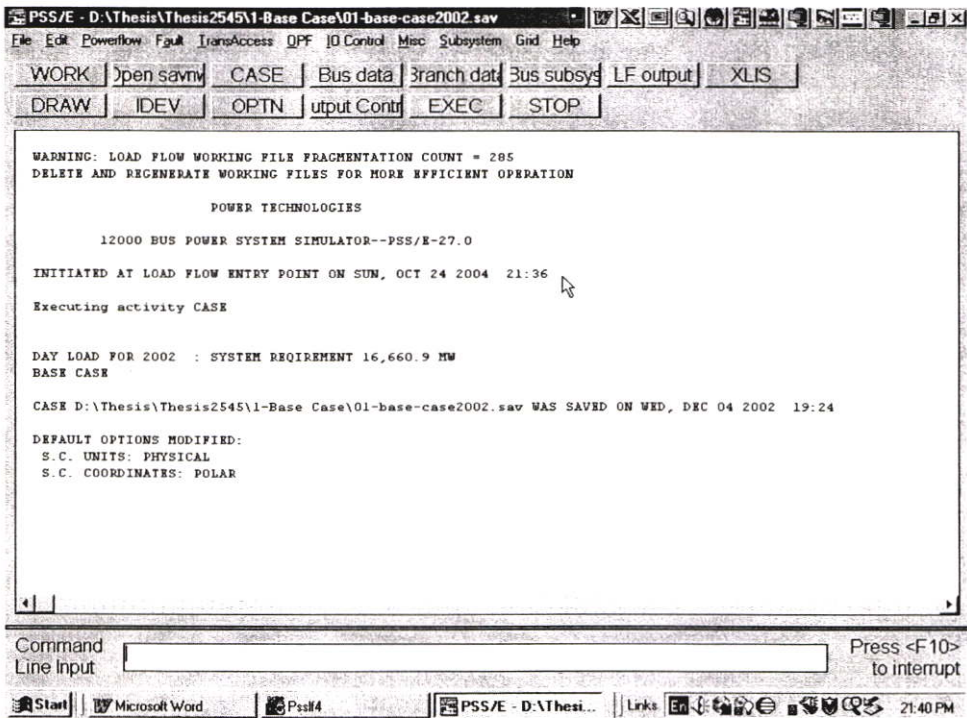 PSS/E - D:\Thesis\Thesis2545\1-Base Case\01-base-case2002.sav
File Edit Powerflow Fault TransAccess OPF IO Control Misc Subsystem Grid Help
WORK Open savnw CASE Bus data Branch data Bus subsys LF output XLIS
DRAW IDEV OPTN utput Contr EXEC STOP
WARNING: LOAD FLOW WORKING FILE FRAGMENTATION COUNT = 285
DELETE AND REGENERATE WORKING FILES FOR MORE EFFICIENT OPERATION
POWER TECHNOLOGIES
12000 BUS POWER SYSTEM SIMULATOR--PSS/E-27.0
INITIATED AT LOAD FLOW ENTRY POINT ON SUN, OCT 24 2004 21:36
Executing activity CASE
DAY LOAD FOR 2002 : SYSTEM REQIREMENT 16,660.9 MW
BASE CASE
CASE D:\Thesis\Thesis2545\1-Base Case\01-base-case2002.sav WAS SAVED ON WED, DEC 04 2002 19:24
DEFAULT OPTIONS MODIFIED:
S.C. UNITS: PHYSICAL
S.C. COORDINATES: POLAR
Command
Line Input
Press <F10>
to interrupt
Start Microsoft Word Psslf4 PSS/E - D:\Thesi... Links En 21:40 PM